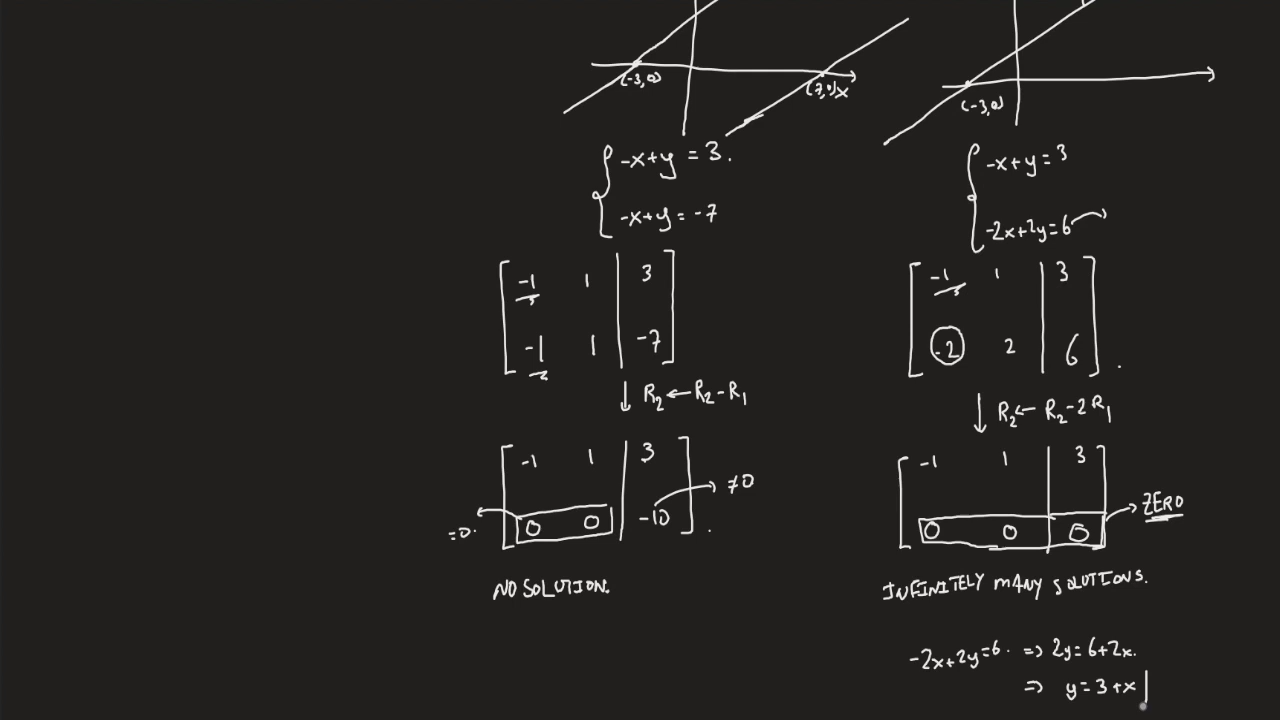 (-3,0) (7,0) x
-x+y = 3.
-x+y = -7
[ -1 1 | 3 ]
[ -1 1 | -7 ]
↓ R₂ ← R₂-R₁
[ -1 1 | 3 ]
→ ≠0
=0. [ 0 0 | -10 ] .
NO SOLUTION.
(-3,0)
-x+y = 3
-2x+2y=6
[ -1 1 | 3 ]
[ -2 2 | 6 ] .
↓ R₂ ← R₂-2R₁
[ -1 1 | 3 ]
[ 0 0 | 0 ] → ZERO
INFINITELY MANY SOLUTIONS.
-2x+2y=6. => 2y = 6+2x.
=> y = 3+x